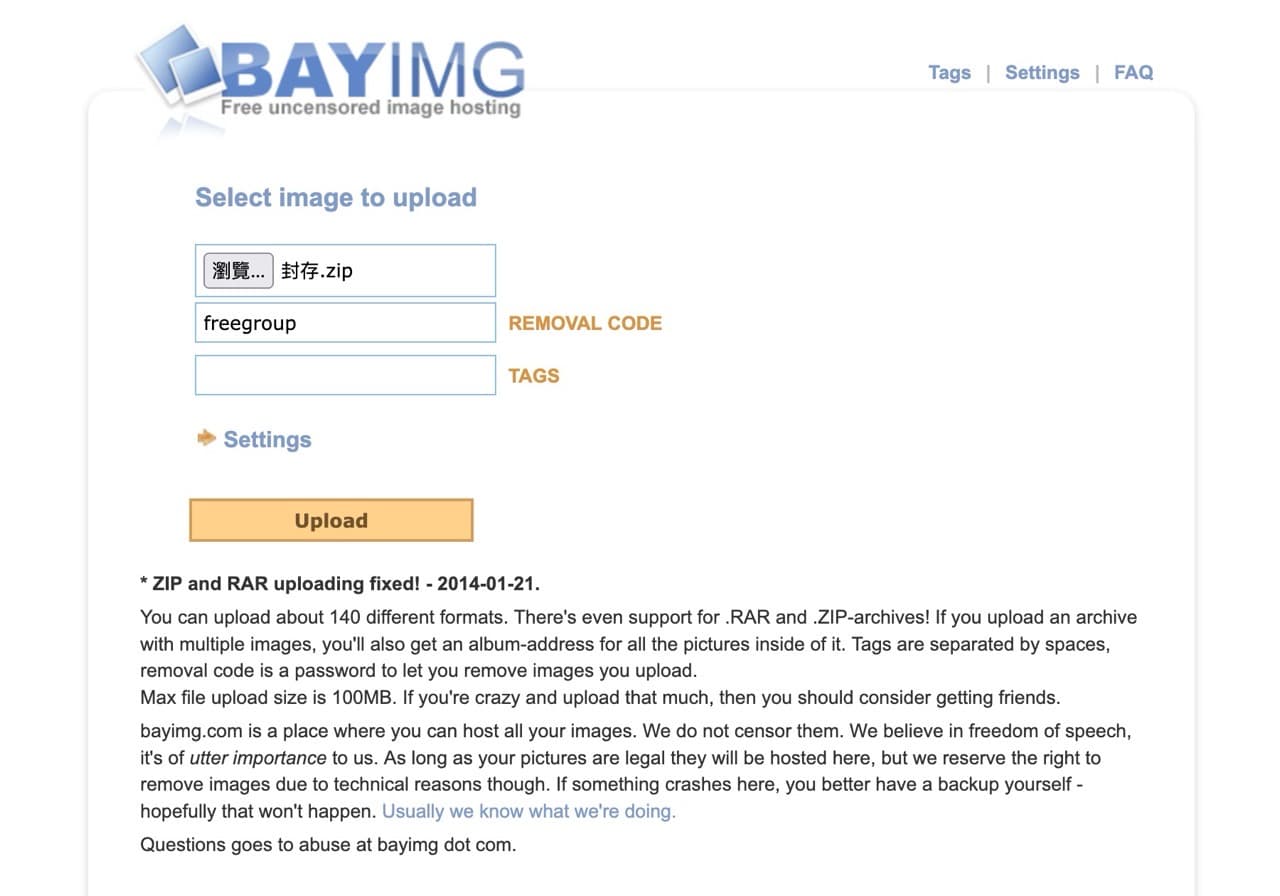 BAYIMG
Free uncensored image hosting
Tags | Settings | FAQ
Select image to upload
瀏覽... 封存.zip
freegroup REMOVAL CODE
TAGS
Settings
Upload
* ZIP and RAR uploading fixed! - 2014-01-21.
You can upload about 140 different formats. There's even support for .RAR and .ZIP-archives! If you upload an archive
with multiple images, you'll also get an album-address for all the pictures inside of it. Tags are separated by spaces,
removal code is a password to let you remove images you upload.
Max file upload size is 100MB. If you're crazy and upload that much, then you should consider getting friends.
bayimg.com is a place where you can host all your images. We do not censor them. We believe in freedom of speech,
it's of utter importance to us. As long as your pictures are legal they will be hosted here, but we reserve the right to
remove images due to technical reasons though. If something crashes here, you better have a backup yourself -
hopefully that won't happen. Usually we know what we're doing.
Questions goes to abuse at bayimg dot com.